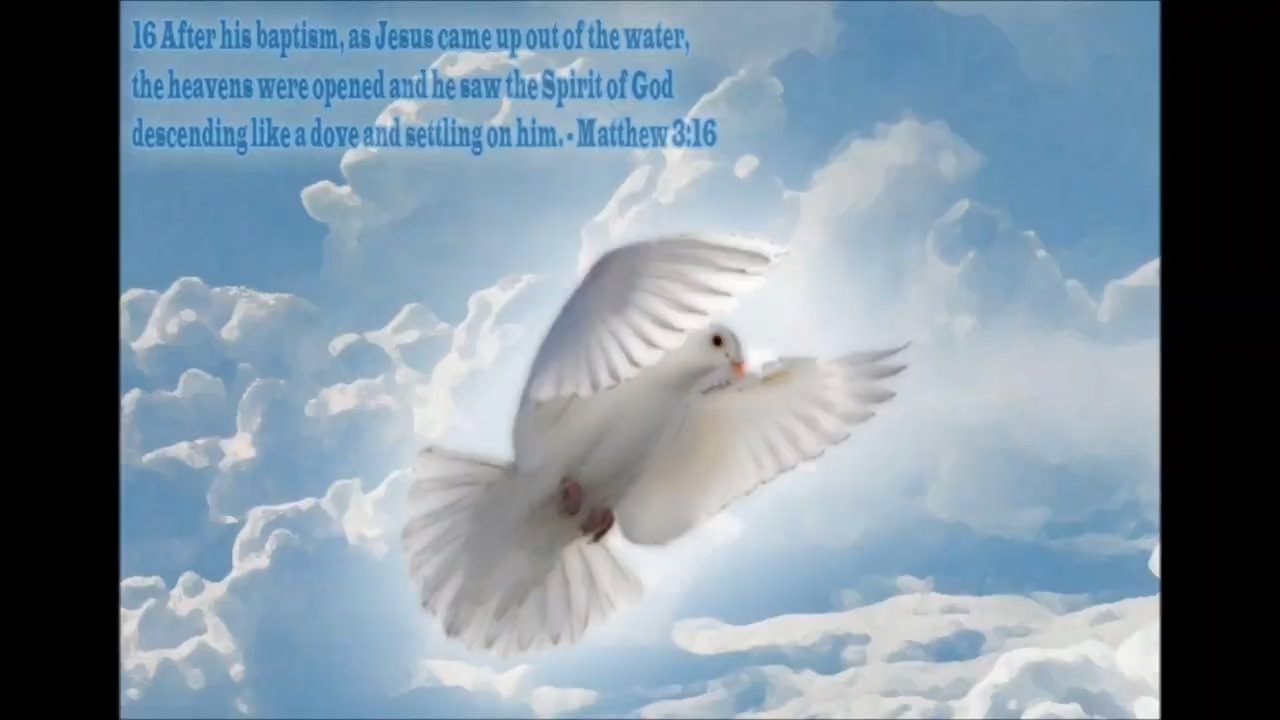 16 After his baptism, as Jesus came up out of the water,
the heavens were opened and he saw the Spirit of God
descending like a dove and settling on him. - Matthew 3:16